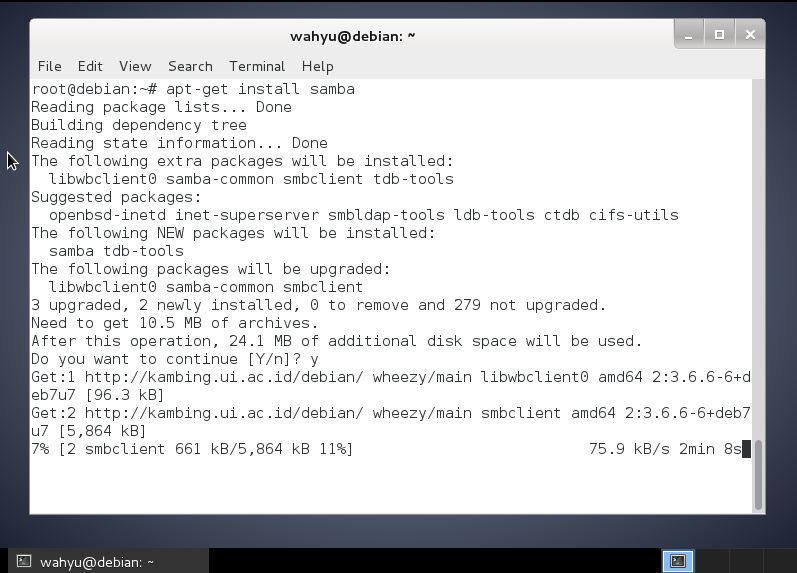 wahyu@debian: ~
File Edit View Search Terminal Help
root@debian:~# apt-get install samba
Reading package lists... Done
Building dependency tree
Reading state information... Done
The following extra packages will be installed:
  libwbclient0 samba-common smbclient tdb-tools
Suggested packages:
  openbsd-inetd inet-superserver smbldap-tools ldb-tools ctdb cifs-utils
The following NEW packages will be installed:
  samba tdb-tools
The following packages will be upgraded:
  libwbclient0 samba-common smbclient
3 upgraded, 2 newly installed, 0 to remove and 279 not upgraded.
Need to get 10.5 MB of archives.
After this operation, 24.1 MB of additional disk space will be used.
Do you want to continue [Y/n]? y
Get:1 http://kambing.ui.ac.id/debian/ wheezy/main libwbclient0 amd64 2:3.6.6-6+d
eb7u7 [96.3 kB]
Get:2 http://kambing.ui.ac.id/debian/ wheezy/main smbclient amd64 2:3.6.6-6+deb7
u7 [5,864 kB]
7% [2 smbclient 661 kB/5,864 kB 11%] 75.9 kB/s 2min 8s
wahyu@debian: ~